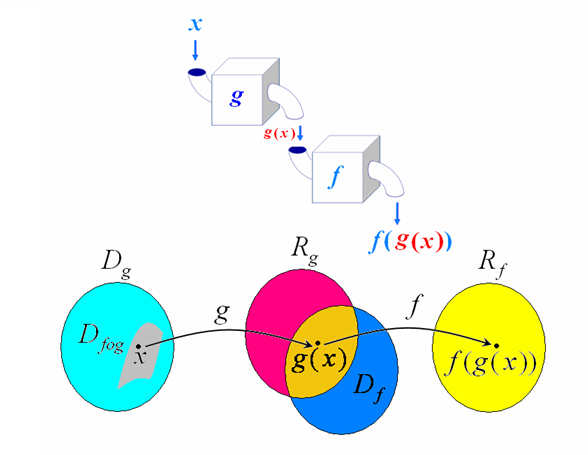 x
g
g(x)
f
f(g(x))
D_g R_g R_f
g f
D_fog x g(x) D_f f(g(x))